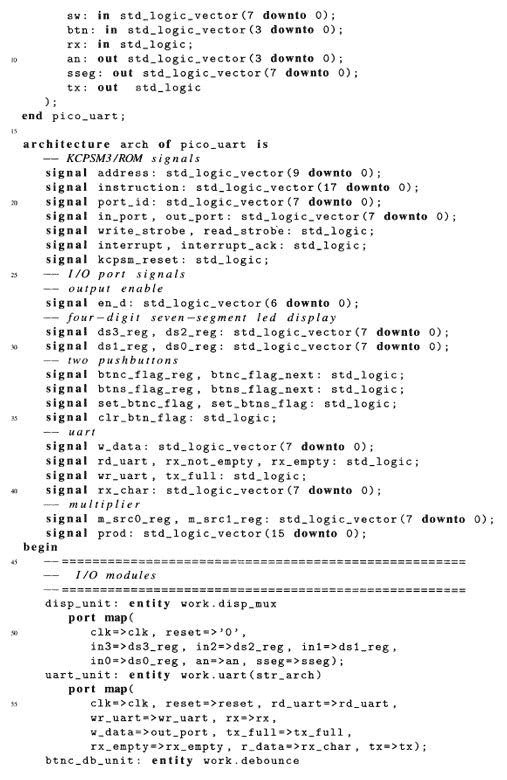 sw: in std_logic_vector(7 downto 0);
btn: in std_logic_vector(3 downto 0);
rx: in std_logic;
10 an: out std_logic_vector(3 downto 0);
sseg: out std_logic_vector(7 downto 0);
tx: out std_logic
);
end pico_uart;
15
architecture arch of pico_uart is
-- KCPSM3/ROM signals
signal address: std_logic_vector(9 downto 0);
signal instruction: std_logic_vector(17 downto 0);
20 signal port_id: std_logic_vector(7 downto 0);
signal in_port, out_port: std_logic_vector(7 downto 0);
signal write_strobe, read_strobe: std_logic;
signal interrupt, interrupt_ack: std_logic;
signal kcpsm_reset: std_logic;
25 -- I/O port signals
-- output enable
signal en_d: std_logic_vector(6 downto 0);
-- four-digit seven-segment led display
signal ds3_reg, ds2_reg: std_logic_vector(7 downto 0);
30 signal ds1_reg, ds0_reg: std_logic_vector(7 downto 0);
-- two pushbuttons
signal btnc_flag_reg, btnc_flag_next: std_logic;
signal btns_flag_reg, btns_flag_next: std_logic;
signal set_btnc_flag, set_btns_flag: std_logic;
35 signal clr_btn_flag: std_logic;
-- uart
signal w_data: std_logic_vector(7 downto 0);
signal rd_uart, rx_not_empty, rx_empty: std_logic;
signal wr_uart, tx_full: std_logic;
40 signal rx_char: std_logic_vector(7 downto 0);
-- multiplier
signal m_src0_reg, m_src1_reg: std_logic_vector(7 downto 0);
signal prod: std_logic_vector(15 downto 0);
begin
45 --=====================================================
-- I/O modules
--=====================================================
disp_unit: entity work.disp_mux
port map(
50 clk=>clk, reset=>'0',
in3=>ds3_reg, in2=>ds2_reg, in1=>ds1_reg,
in0=>ds0_reg, an=>an, sseg=>sseg);
uart_unit: entity work.uart(str_arch)
port map(
55 clk=>clk, reset=>reset, rd_uart=>rd_uart,
wr_uart=>wr_uart, rx=>rx,
w_data=>out_port, tx_full=>tx_full,
rx_empty=>rx_empty, r_data=>rx_char, tx=>tx);
btnc_db_unit: entity work.debounce